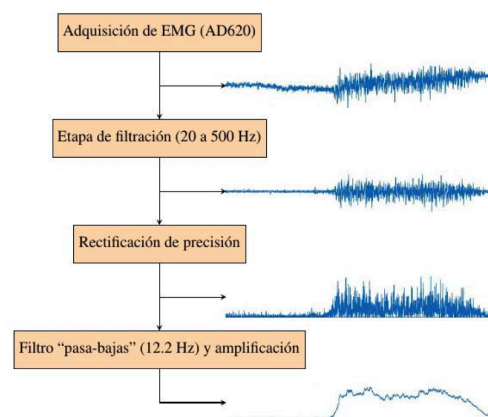 Adquisición de EMG (AD620)
Etapa de filtración (20 a 500 Hz)
Rectificación de precisión
Filtro “pasa-bajas” (12.2 Hz) y amplificación